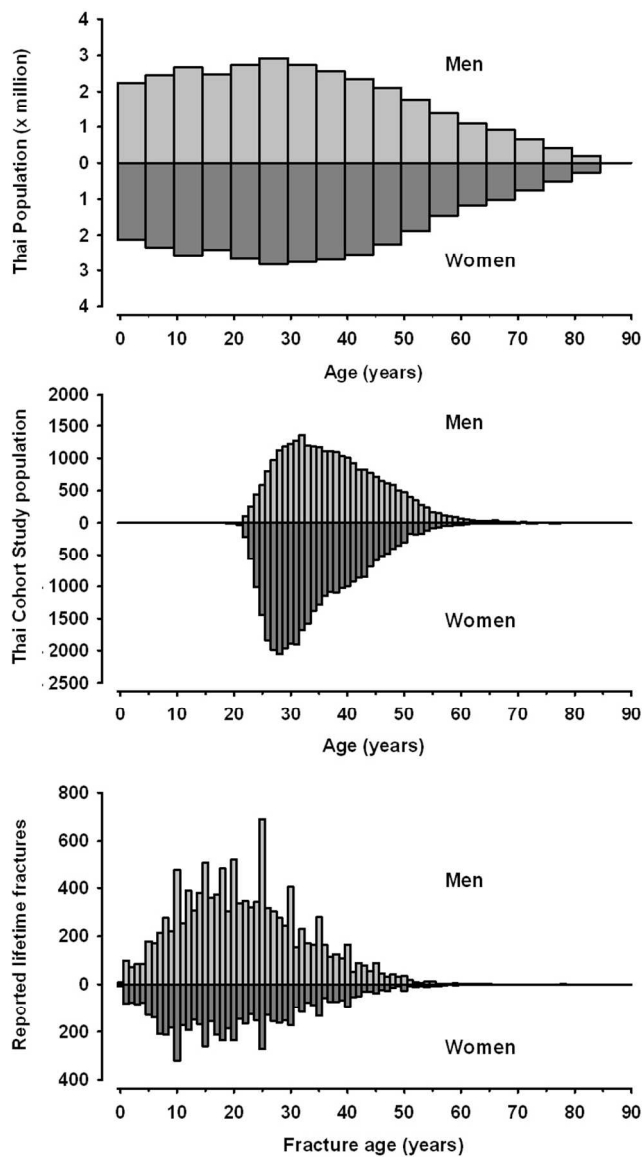 4
3
2
1
0
1
2
3
4
Thai Population (x million)
Men
Women
0 10 20 30 40 50 60 70 80 90
Age (years)
2000
1500
1000
500
0
500
1000
1500
2000
2500
Thai Cohort Study population
Men
Women
0 10 20 30 40 50 60 70 80 90
Age (years)
800
600
400
200
0
200
400
Reported lifetime fractures
Men
Women
0 10 20 30 40 50 60 70 80 90
Fracture age (years)